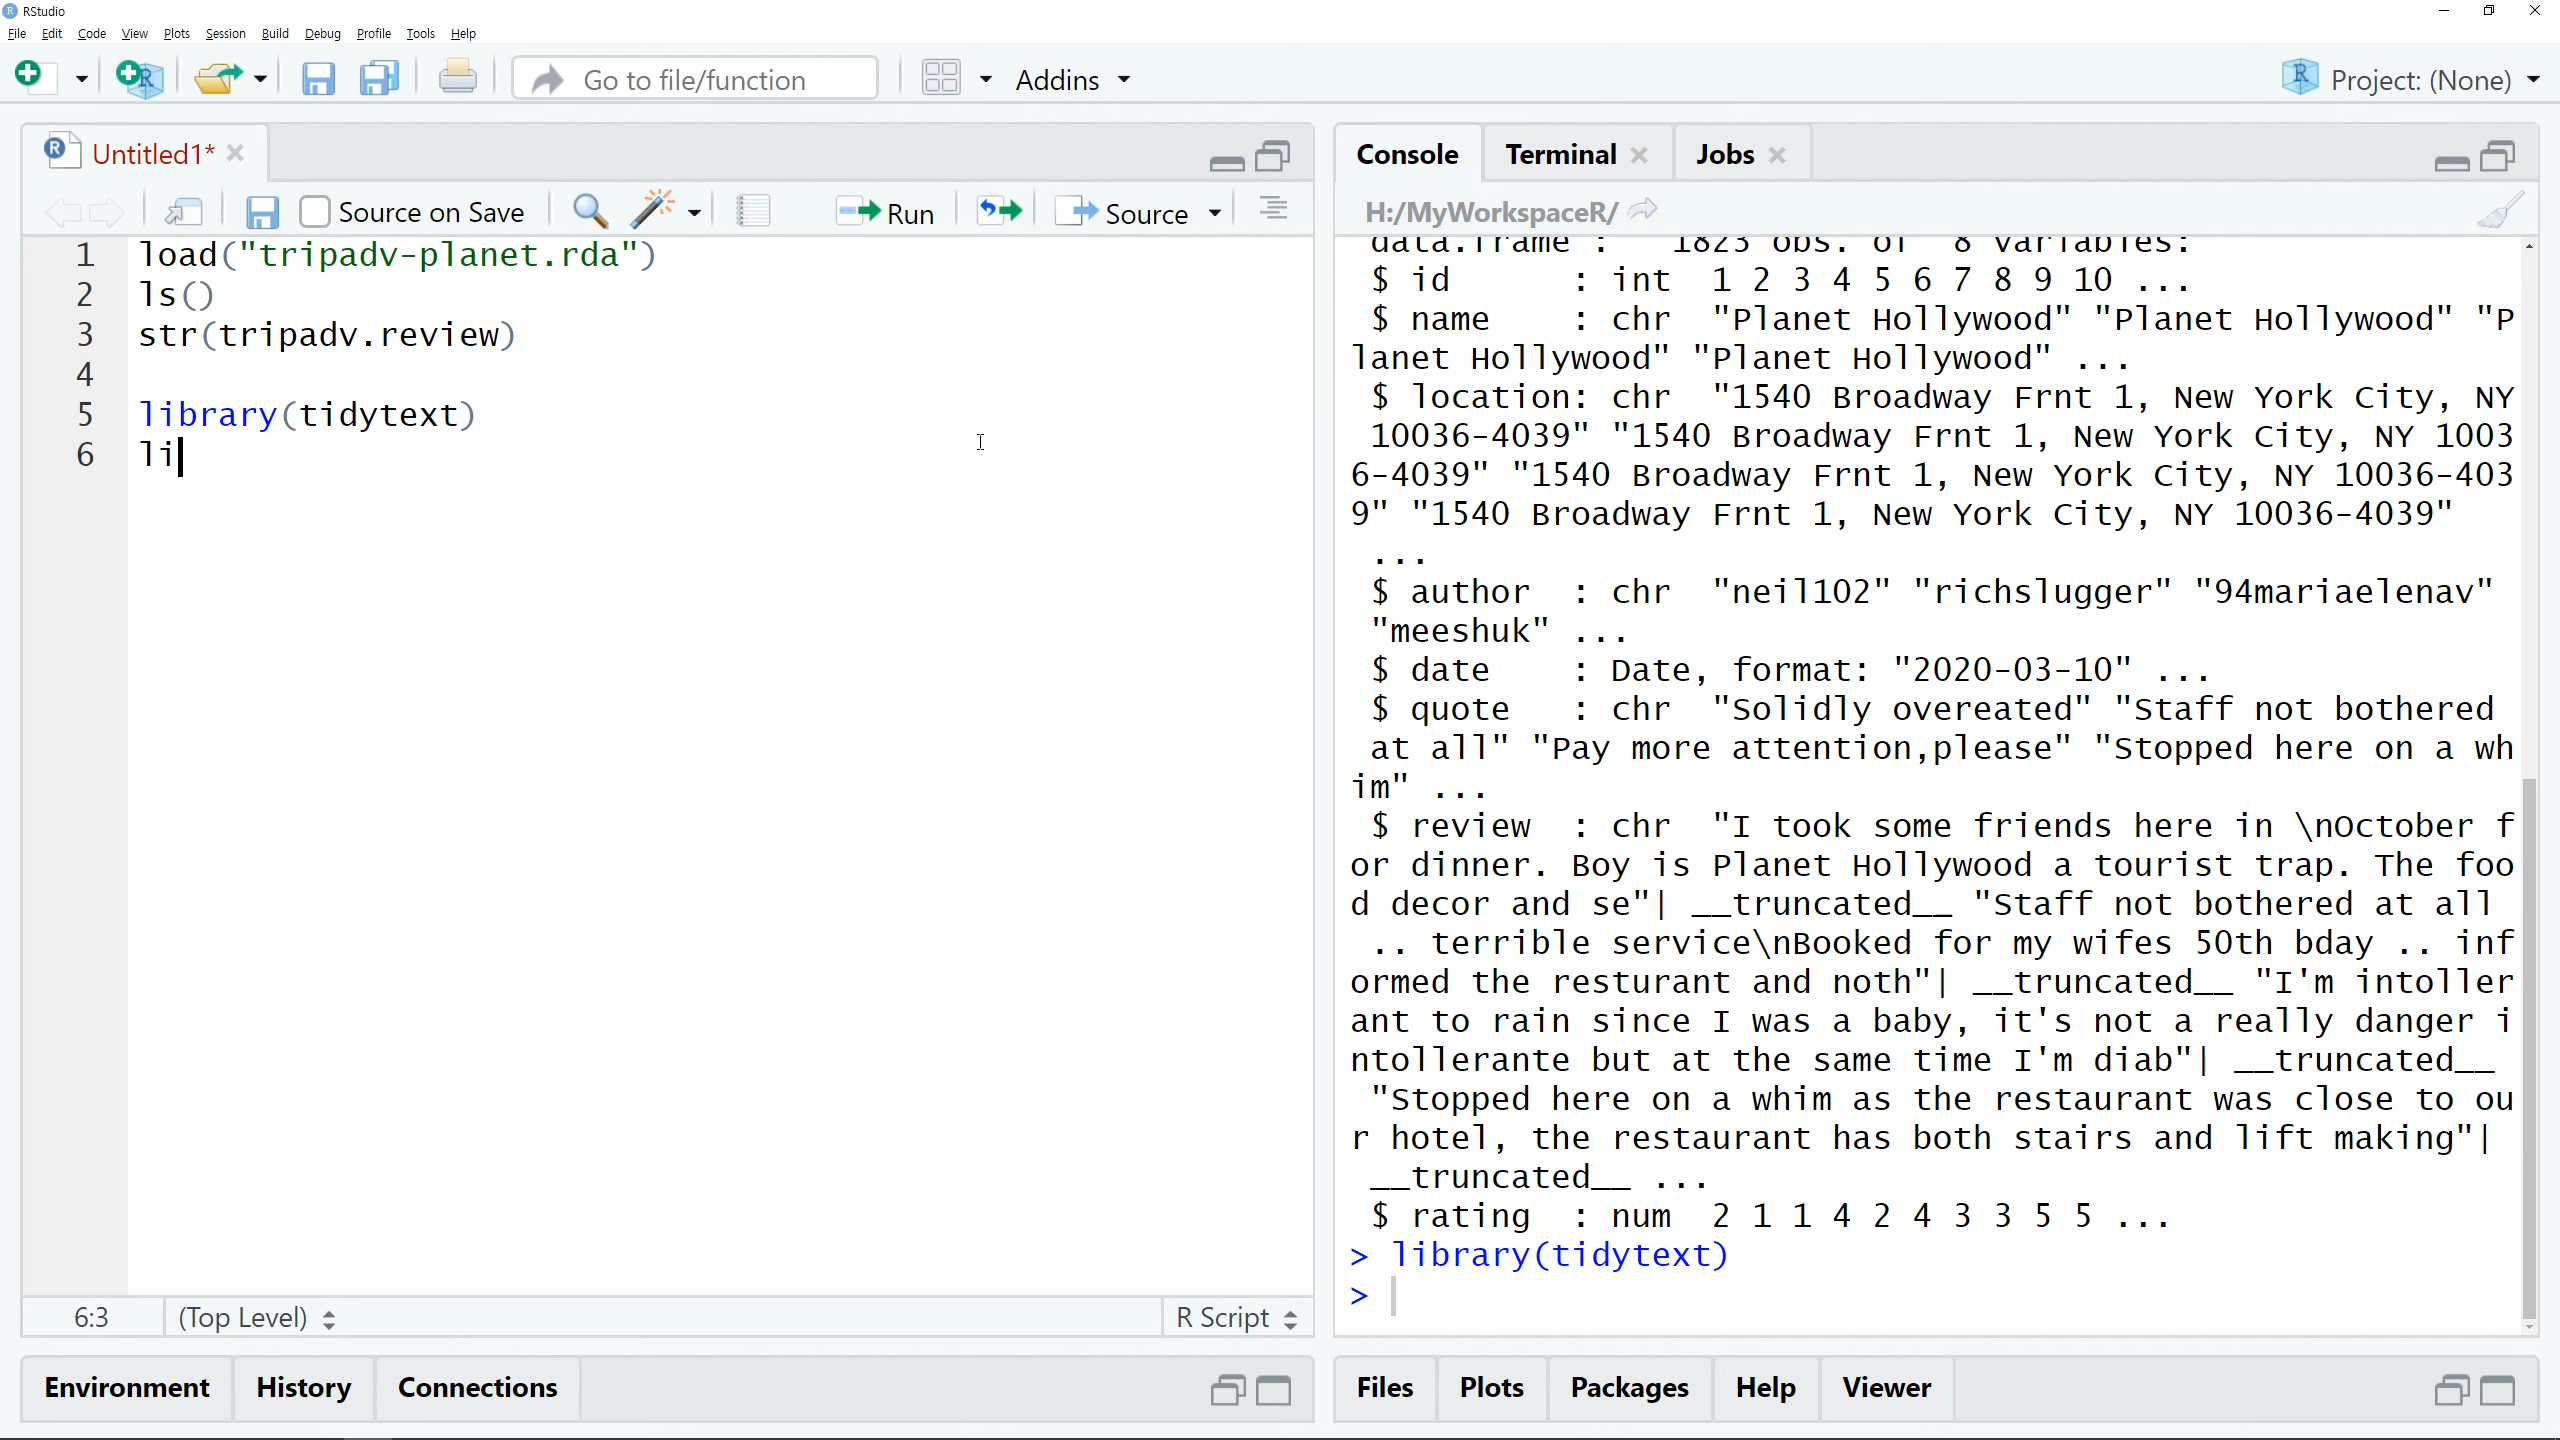 RStudio
File Edit Code View Plots Session Build Debug Profile Tools Help
Go to file/function Addins Project: (None)
Untitled1*
Source on Save Run Source
1 load("tripadv-planet.rda")
2 ls()
3 str(tripadv.review)
4
5 library(tidytext)
6 li
6:3 (Top Level) R Script
Environment History Connections
Console Terminal Jobs
H:/MyWorkspaceR/
data.frame : 1823 obs. of 8 variables:
$ id : int 1 2 3 4 5 6 7 8 9 10 ...
$ name : chr "Planet Hollywood" "Planet Hollywood" "P
lanet Hollywood" "Planet Hollywood" ...
$ location: chr "1540 Broadway Frnt 1, New York City, NY
10036-4039" "1540 Broadway Frnt 1, New York City, NY 1003
6-4039" "1540 Broadway Frnt 1, New York City, NY 10036-403
9" "1540 Broadway Frnt 1, New York City, NY 10036-4039"
...
$ author : chr "neil102" "richslugger" "94mariaelenav"
"meeshuk" ...
$ date : Date, format: "2020-03-10" ...
$ quote : chr "Solidly overeated" "Staff not bothered
at all" "Pay more attention,please" "Stopped here on a wh
im" ...
$ review : chr "I took some friends here in \nOctober f
or dinner. Boy is Planet Hollywood a tourist trap. The foo
d decor and se"| __truncated__ "Staff not bothered at all
.. terrible service\nBooked for my wifes 50th bday .. inf
ormed the resturant and noth"| __truncated__ "I'm intoller
ant to rain since I was a baby, it's not a really danger i
ntollerante but at the same time I'm diab"| __truncated__
"Stopped here on a whim as the restaurant was close to ou
r hotel, the restaurant has both stairs and lift making"|
__truncated__ ...
$ rating : num 2 1 1 4 2 4 3 3 5 5 ...
> library(tidytext)
>
Files Plots Packages Help Viewer